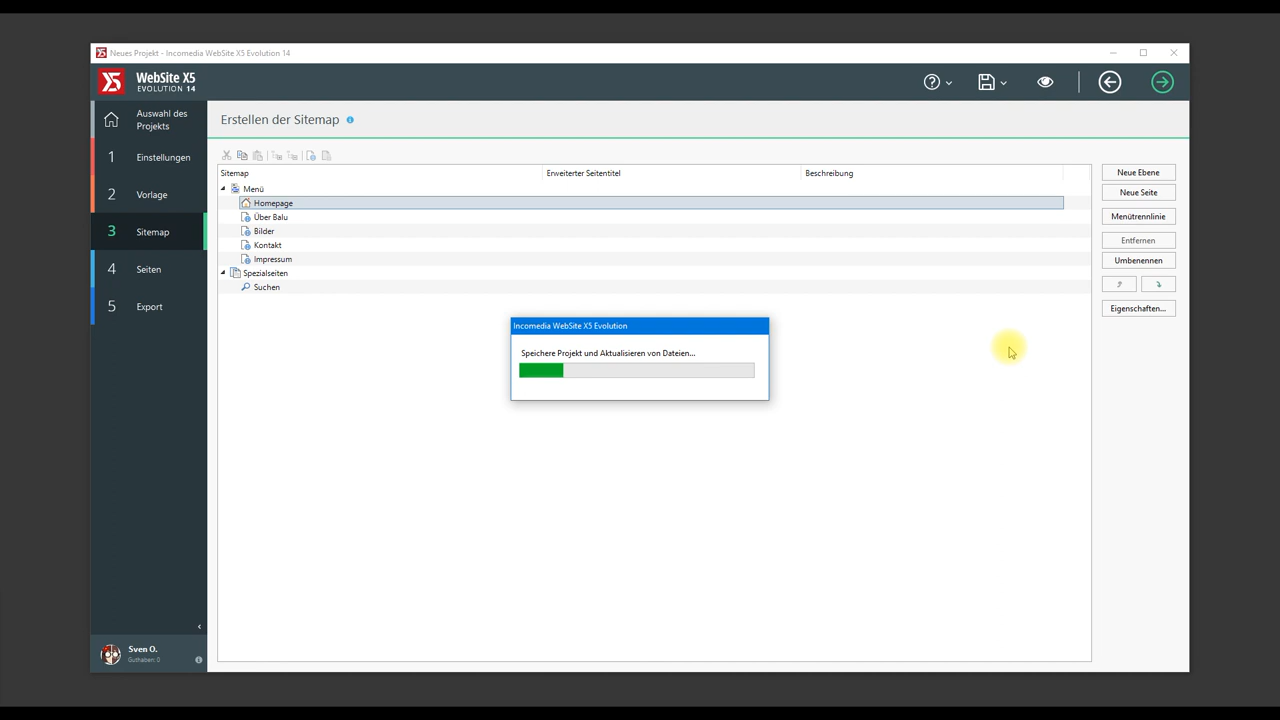 Neues Projekt - Incomedia WebSite X5 Evolution 14
WebSite X5
EVOLUTION 14
Auswahl des
Projekts
1 Einstellungen
2 Vorlage
3 Sitemap
4 Seiten
5 Export
Sven O.
Guthaben: 0
Erstellen der Sitemap
Sitemap Erweiterter Seitentitel Beschreibung
Menü
Homepage
Über Balu
Bilder
Kontakt
Impressum
Spezialseiten
Suchen
Incomedia WebSite X5 Evolution
Speichere Projekt und Aktualisieren von Dateien...
Neue Ebene
Neue Seite
Menütrennlinie
Entfernen
Umbenennen
Eigenschaften...